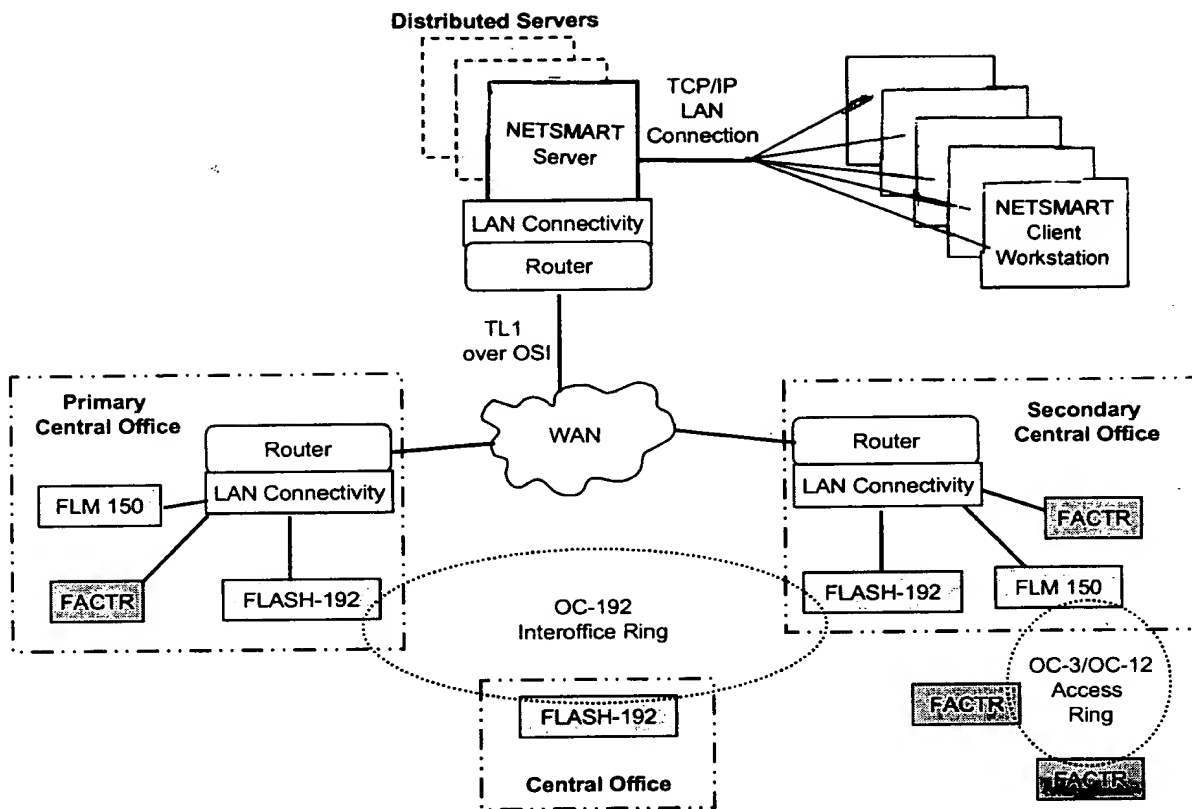 Distributed Servers
NETSMART
Server
TCP/IP
LAN
Connection
NETSMART
Client
Workstation
LAN Connectivity
Router
TL1
over OSI
WAN
Primary
Central Office
Router
LAN Connectivity
FLM 150
FACTR
FLASH-192
Secondary
Central Office
Router
LAN Connectivity
FACTR
FLASH-192
FLM 150
OC-192
Interoffice Ring
OC-3/OC-12
Access
Ring
FACTR
FACTR
FLASH-192
Central Office